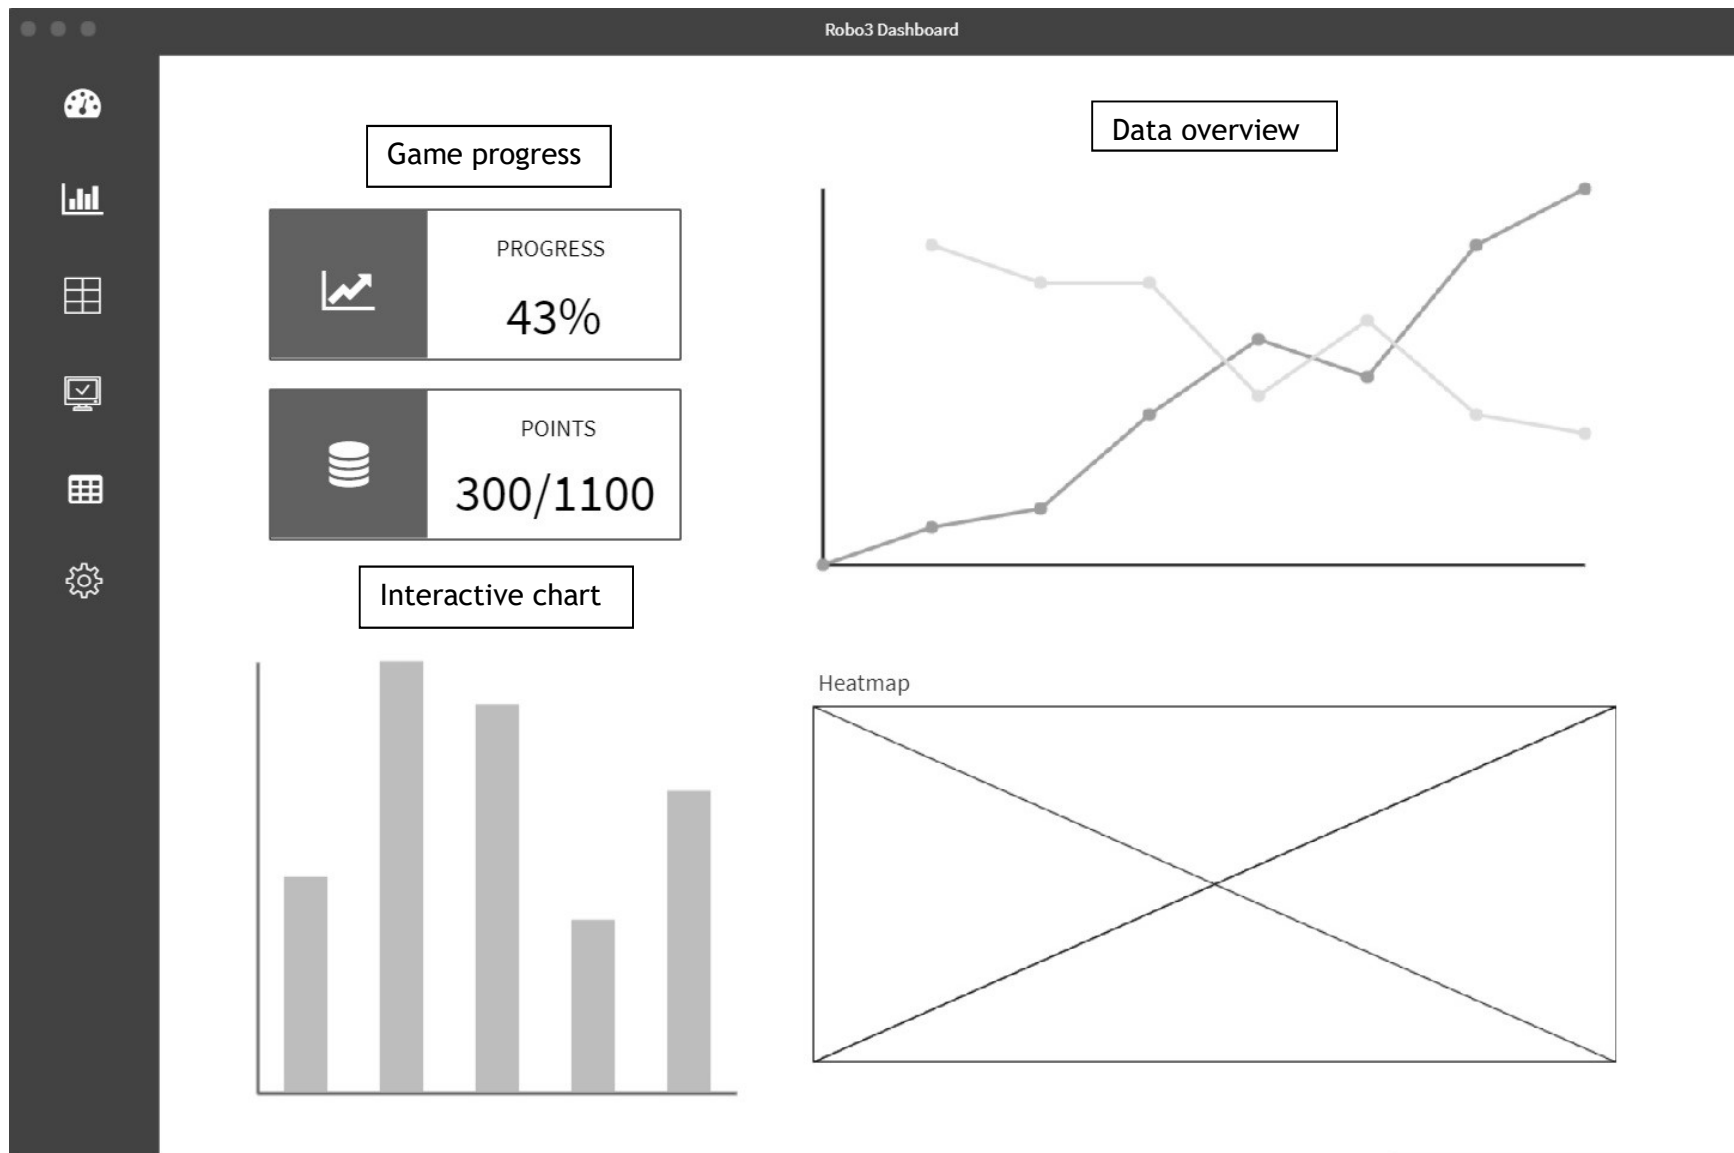 Robo3 Dashboard
Game progress
PROGRESS
43%
POINTS
300/1100
Interactive chart
Data overview
Heatmap